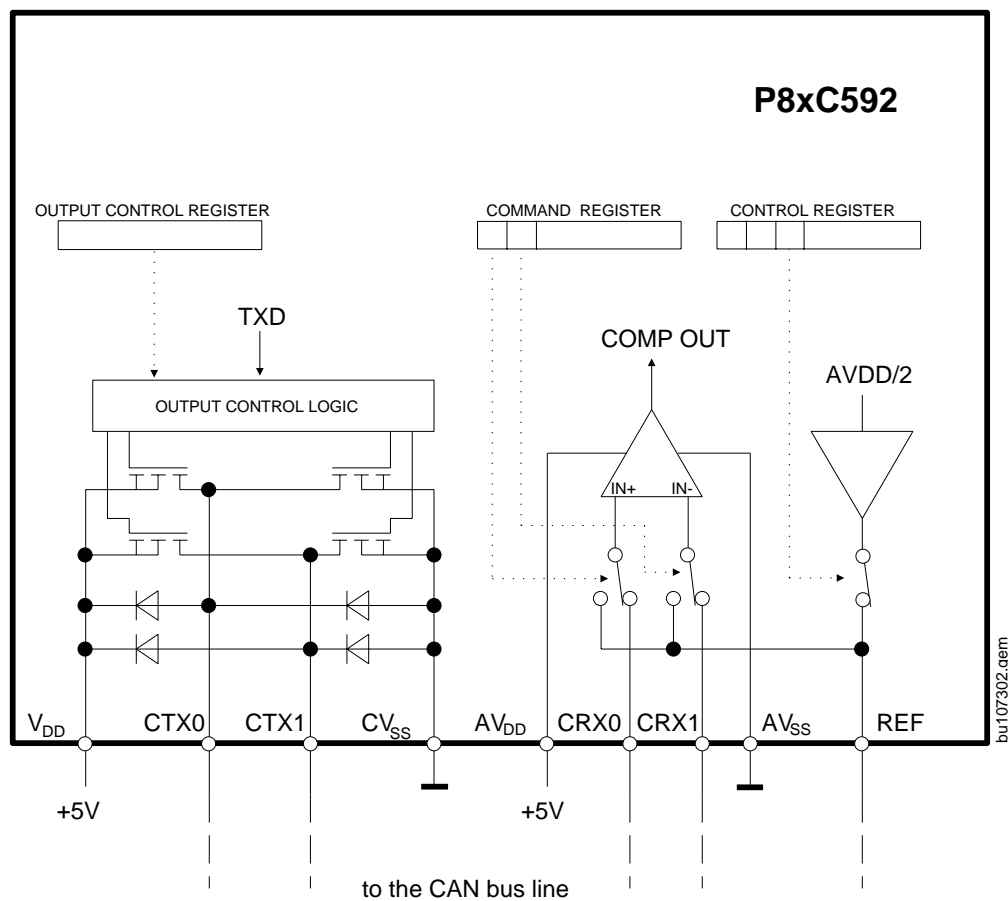 P8xC592
OUTPUT CONTROL REGISTER
COMMAND REGISTER
CONTROL REGISTER
TXD
COMP OUT
AVDD/2
OUTPUT CONTROL LOGIC
IN+ IN-
VDD CTX0 CTX1 CVSS AVDD CRX0 CRX1 AVSS REF
+5V +5V
to the CAN bus line
bu107302.gem